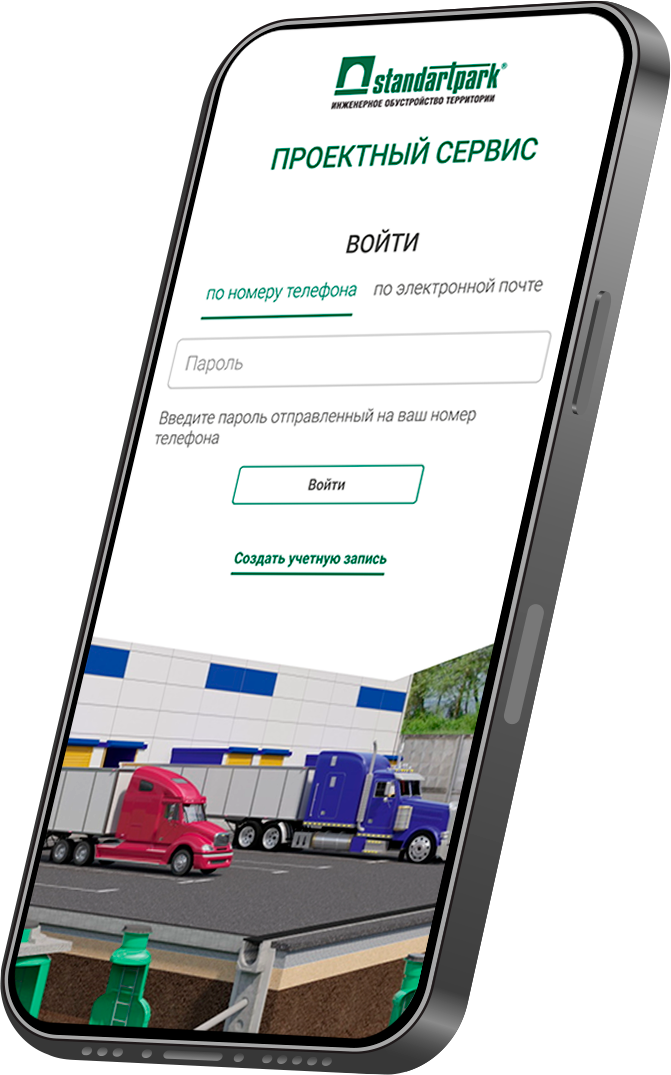 standartpark®
ИНЖЕНЕРНОЕ ОБУСТРОЙСТВО ТЕРРИТОРИИ
ПРОЕКТНЫЙ СЕРВИС
ВОЙТИ
по номеру телефона по электронной почте
Пароль
Введите пароль отправленный на ваш номер
телефона
Войти
Создать учетную запись